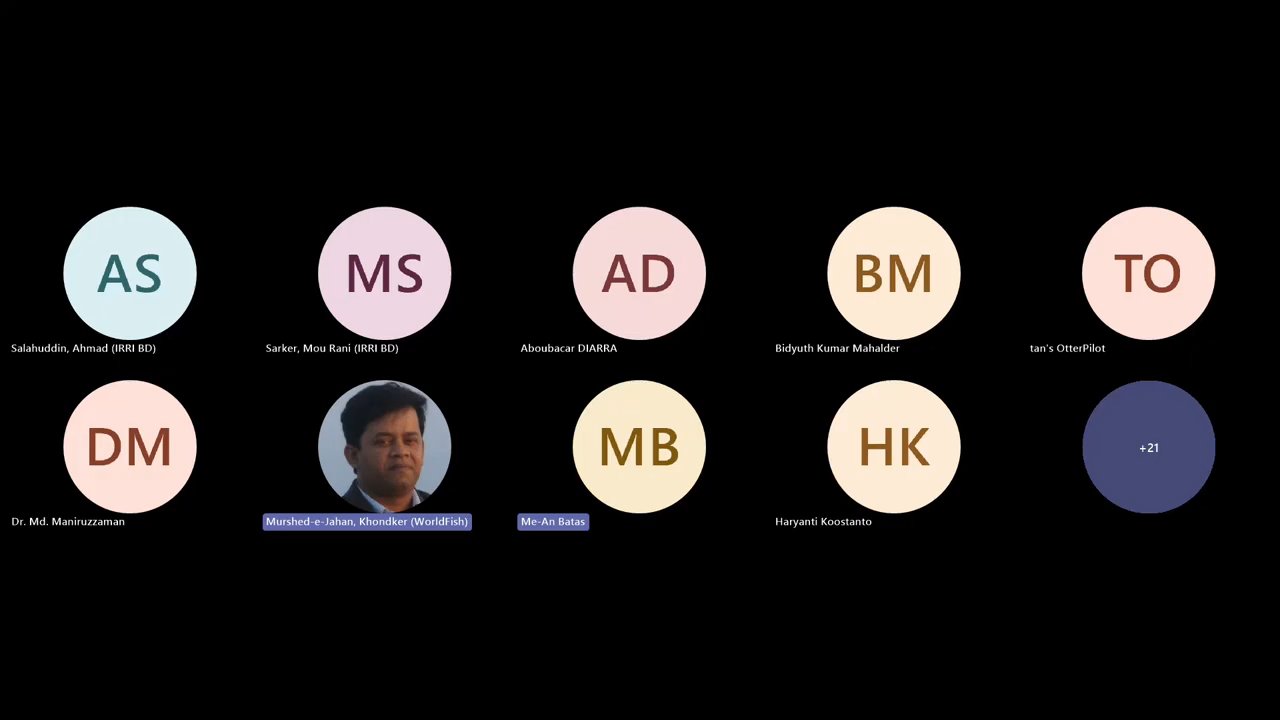 AS
MS
AD
BM
TO
Salahuddin, Ahmad (IRRI BD)
Sarker, Mou Rani (IRRI BD)
Aboubacar DIARRA
Bidyuth Kumar Mahalder
tan's OtterPilot
DM
MB
HK
+21
Dr. Md. Maniruzzaman
Murshed-e-Jahan, Khondker (WorldFish)
Me-An Batas
Haryanti Koostanto